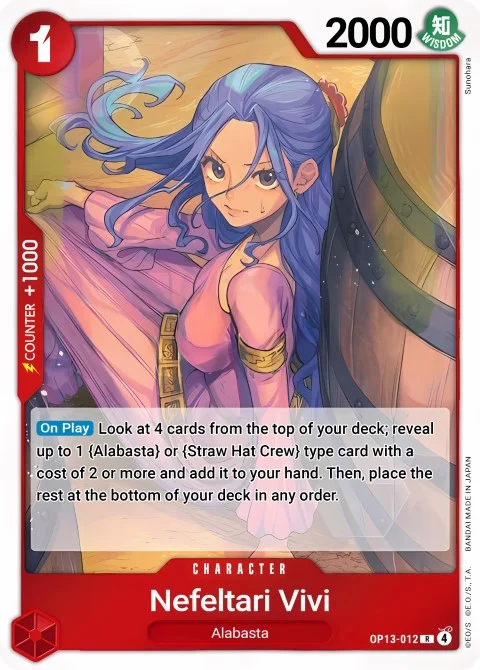 1
2000
知
WISDOM
Sunohara
COUNTER +1000
On Play Look at 4 cards from the top of your deck; reveal
up to 1 {Alabasta} or {Straw Hat Crew} type card with a
cost of 2 or more and add it to your hand. Then, place the
rest at the bottom of your deck in any order.
©E.O/S ©E.O./S.,T.A. BANDAI MADE IN JAPAN
CHARACTER
Nefeltari Vivi
Alabasta
OP13-012 R 4